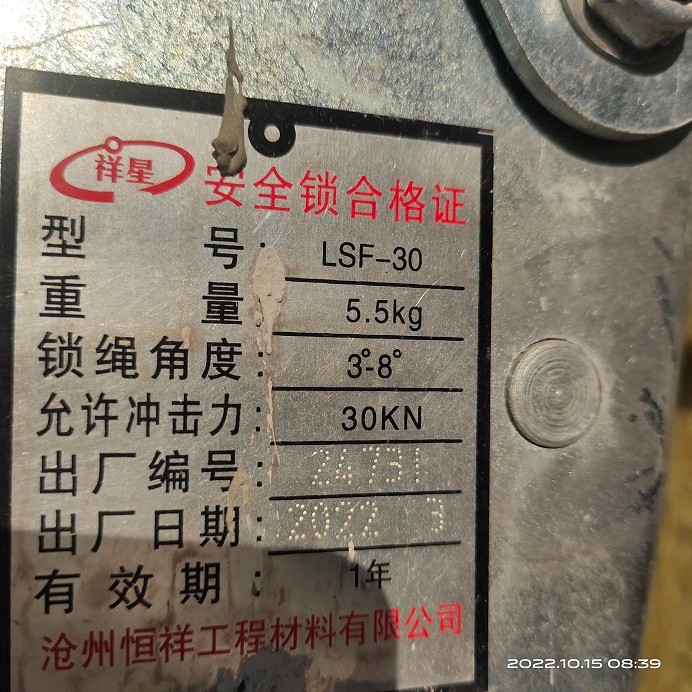 祥星
安全锁合格证
型号：LSF-30
重量：5.5kg
锁绳角度：3°-8°
允许冲击力：30KN
出厂编号：24731
出厂日期：2022 3
有效期：1年
沧州恒祥工程材料有限公司
2022.10.15 08:39